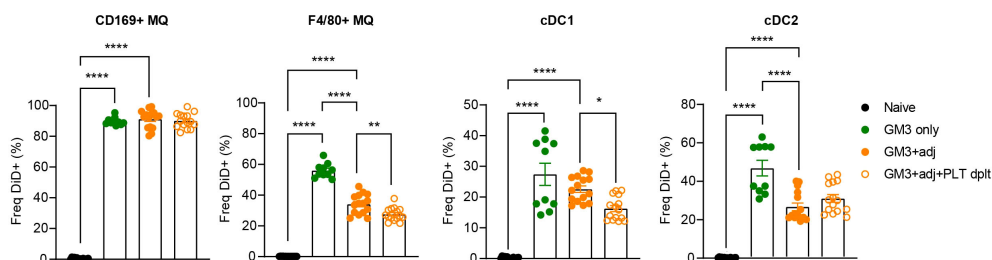 CD169+ MQ
F4/80+ MQ
cDC1
cDC2
Freq DiD+ (%)
100
80
60
40
20
0
****
****
Freq DiD+ (%)
100
80
60
40
20
0
****
****
****
**
Freq DiD+ (%)
50
40
30
20
10
0
****
****
*
Freq DiD+ (%)
80
60
40
20
0
****
****
****
Naive
GM3 only
GM3+adj
GM3+adj+PLT dplt